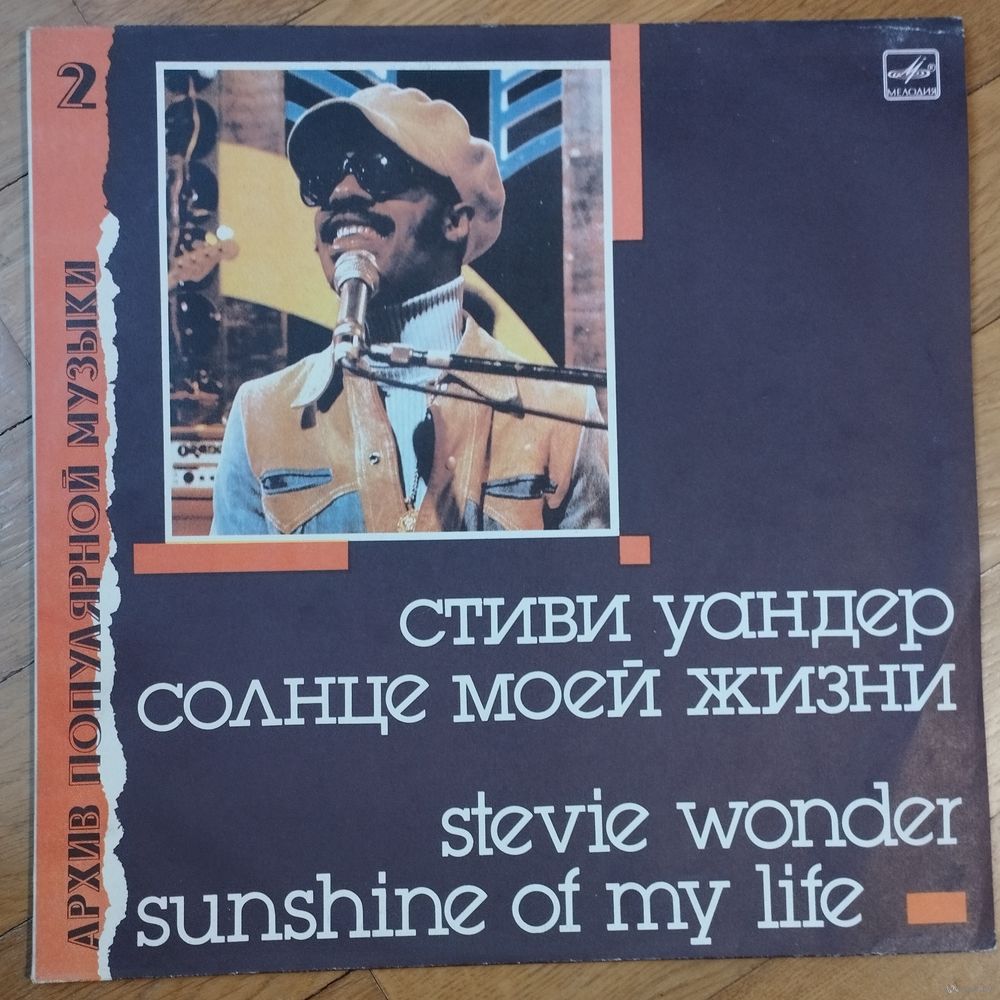 2
АРХИВ ПОПУЛЯРНОЙ МУЗЫКИ
МЕЛОДИЯ
стиви уандер
солнце моей жизни
stevie wonder
sunshine of my life